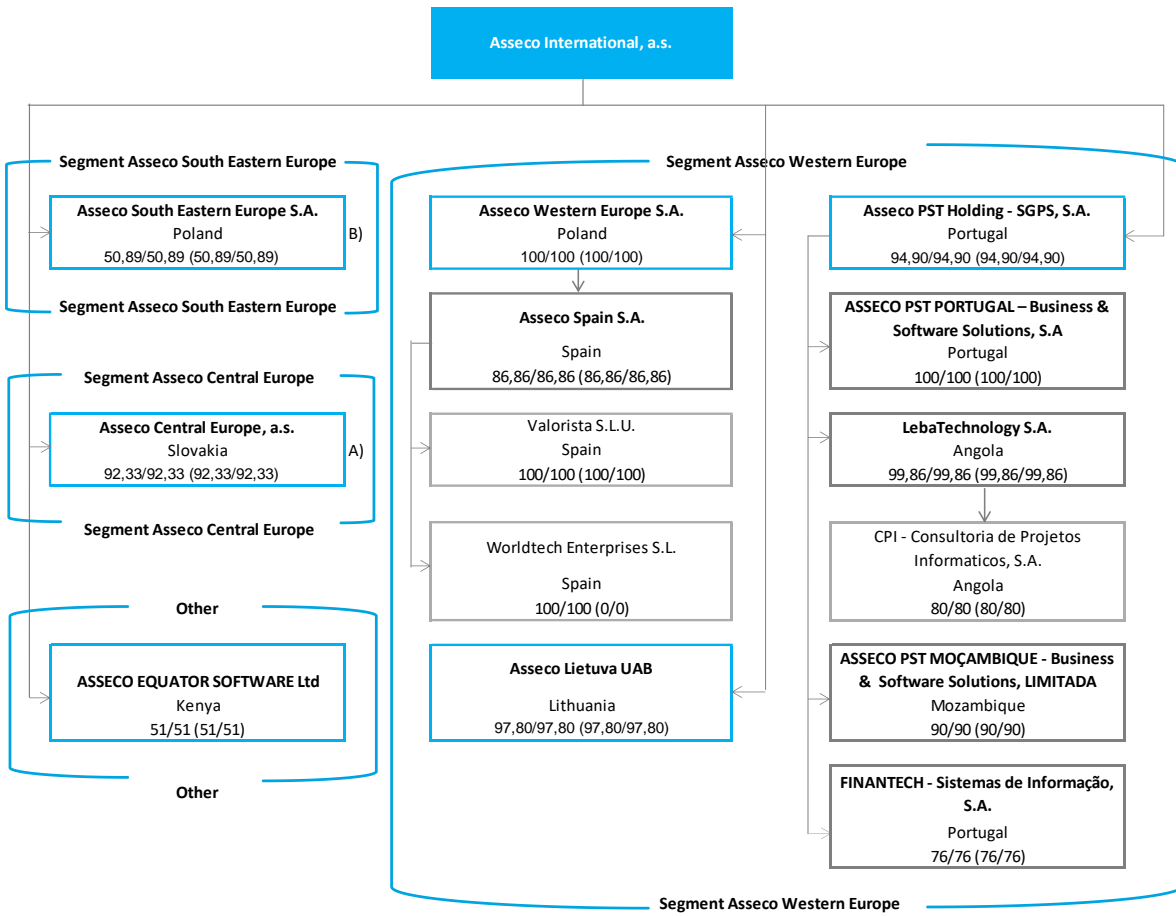 Asseco International, a.s.
Segment Asseco South Eastern Europe
Asseco South Eastern Europe S.A.
Poland
50,89/50,89 (50,89/50,89)
B)
Segment Asseco South Eastern Europe
Segment Asseco Central Europe
Asseco Central Europe, a.s.
Slovakia
92,33/92,33 (92,33/92,33)
A)
Segment Asseco Central Europe
Other
ASSECO EQUATOR SOFTWARE Ltd
Kenya
51/51 (51/51)
Other
Segment Asseco Western Europe
Asseco Western Europe S.A.
Poland
100/100 (100/100)
Asseco Spain S.A.
Spain
86,86/86,86 (86,86/86,86)
Valorista S.L.U.
Spain
100/100 (100/100)
Worldtech Enterprises S.L.
Spain
100/100 (0/0)
Asseco Lietuva UAB
Lithuania
97,80/97,80 (97,80/97,80)
Asseco PST Holding - SGPS, S.A.
Portugal
94,90/94,90 (94,90/94,90)
ASSECO PST PORTUGAL – Business &
Software Solutions, S.A
Portugal
100/100 (100/100)
LebaTechnology S.A.
Angola
99,86/99,86 (99,86/99,86)
CPI - Consultoria de Projetos
Informaticos, S.A.
Angola
80/80 (80/80)
ASSECO PST MOÇAMBIQUE - Business
& Software Solutions, LIMITADA
Mozambique
90/90 (90/90)
FINANTECH - Sistemas de Informação,
S.A.
Portugal
76/76 (76/76)
Segment Asseco Western Europe